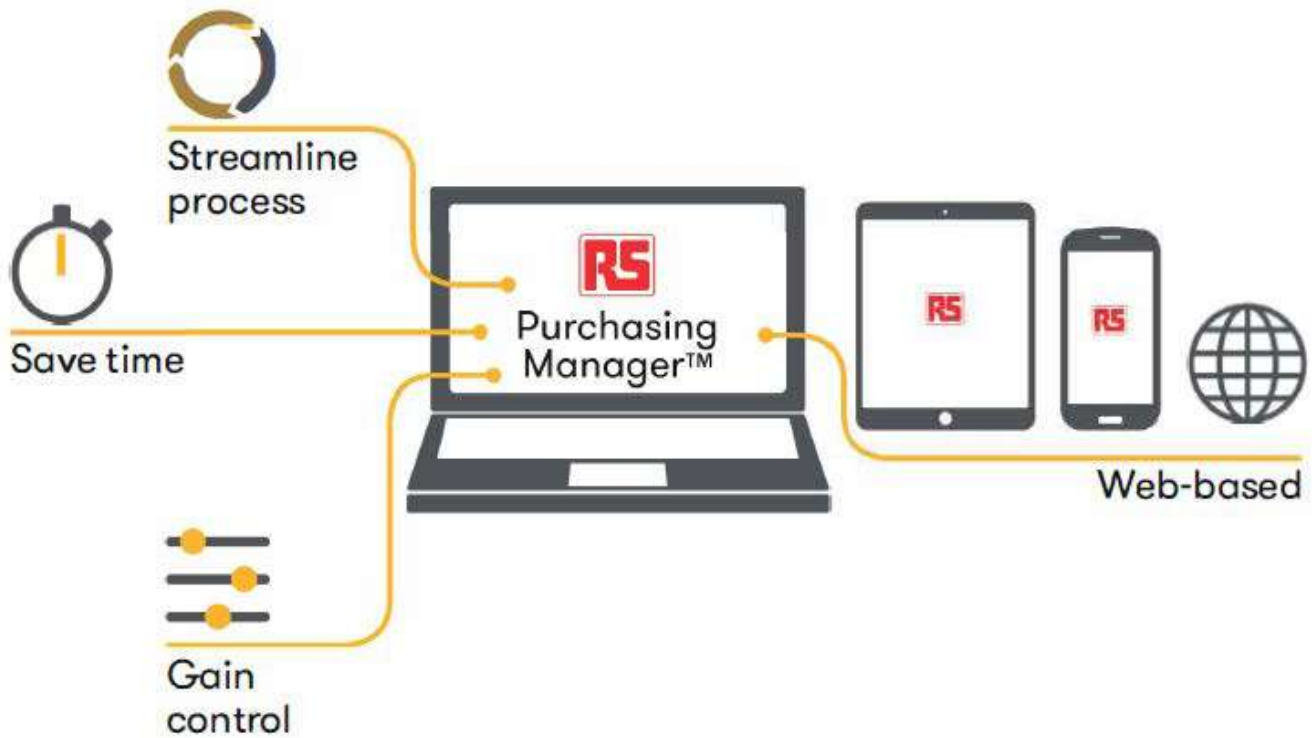 Streamline
process
Save time
RS
Purchasing
Manager™
RS
RS
Web-based
Gain
control